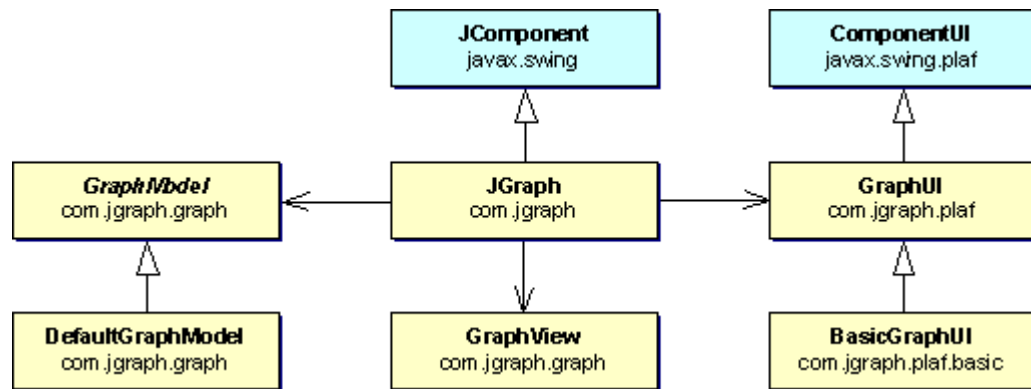 JComponent
javax.swing
ComponentUI
javax.swing.plaf
GraphModel
com.jgraph.graph
JGraph
com.jgraph
GraphUI
com.jgraph.plaf
DefaultGraphModel
com.jgraph.graph
GraphView
com.jgraph.graph
BasicGraphUI
com.jgraph.plaf.basic